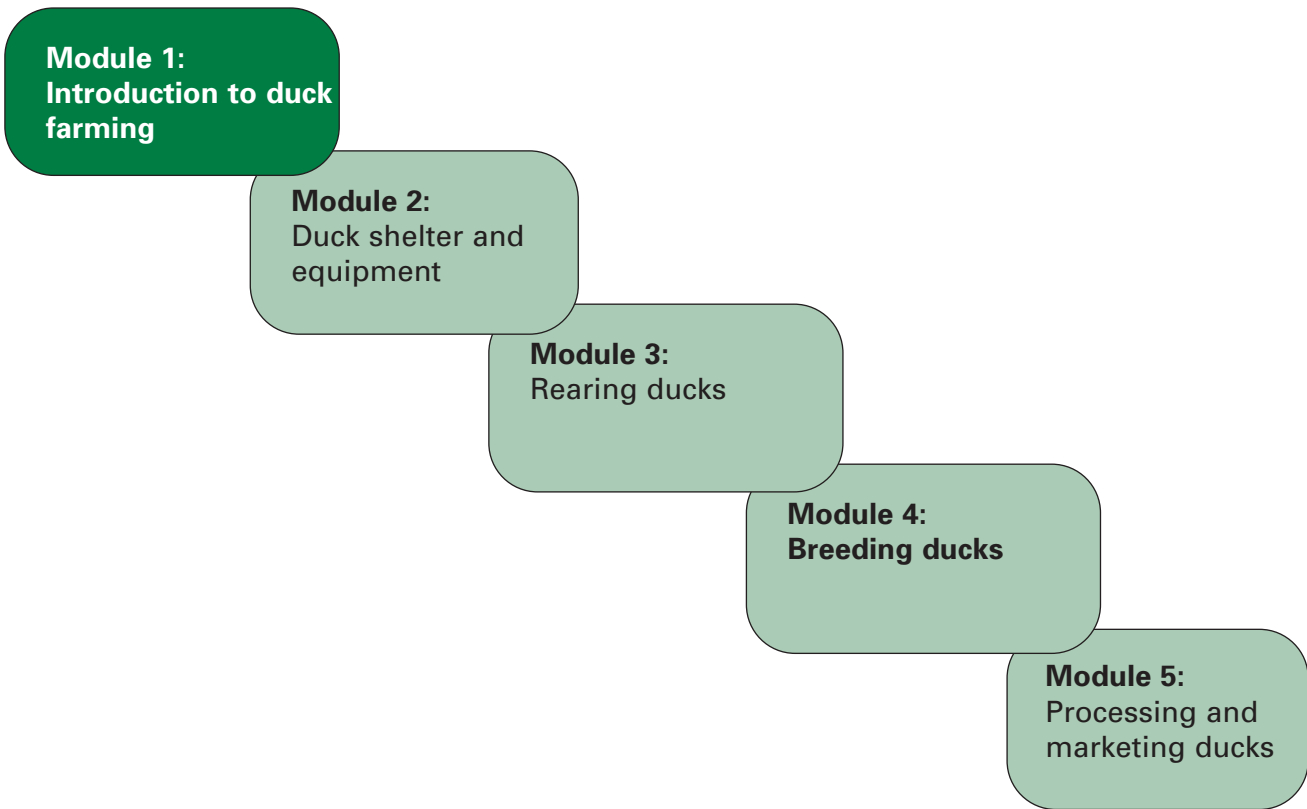 Module 1:
Introduction to duck
farming
Module 2:
Duck shelter and
equipment
Module 3:
Rearing ducks
Module 4:
Breeding ducks
Module 5:
Processing and
marketing ducks